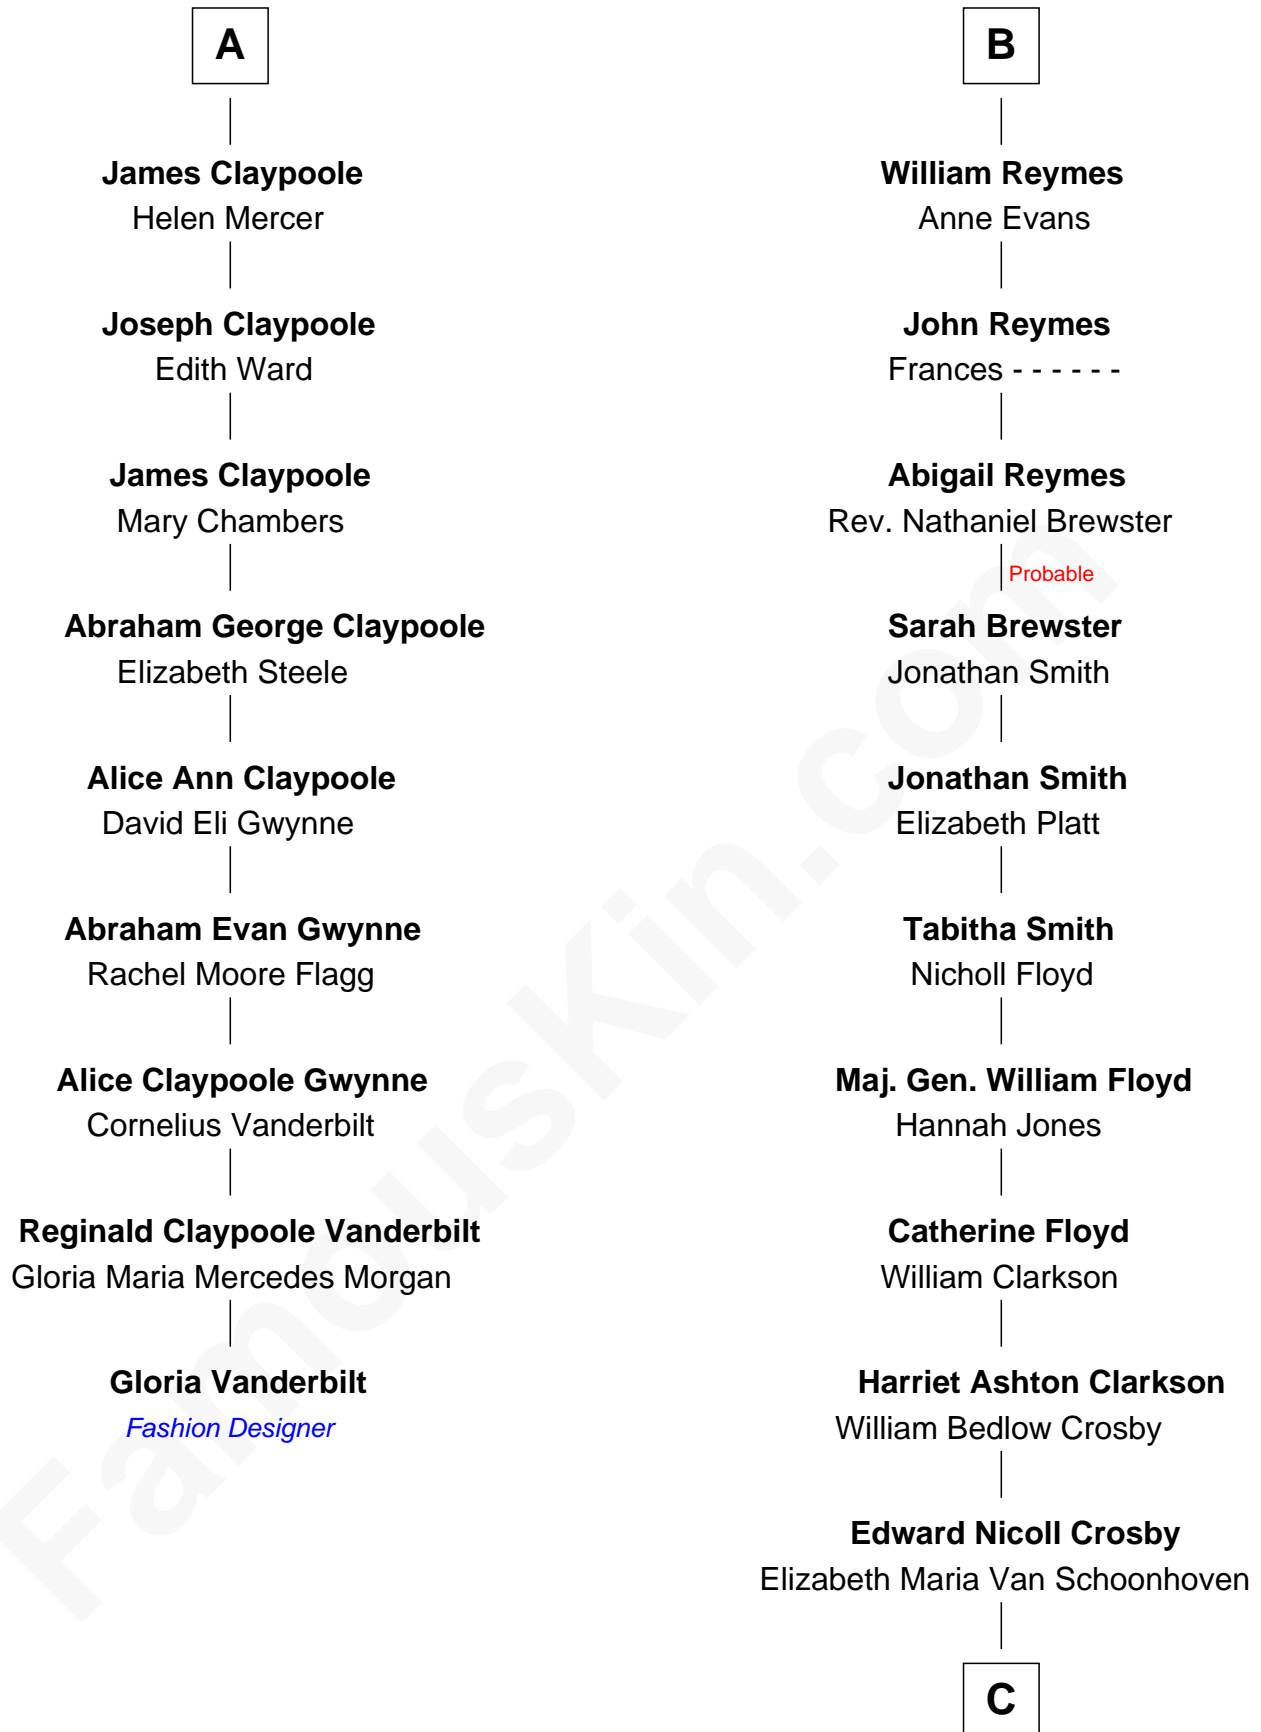 A
James Claypoole
Helen Mercer
Joseph Claypoole
Edith Ward
James Claypoole
Mary Chambers
Abraham George Claypoole
Elizabeth Steele
Alice Ann Claypoole
David Eli Gwynne
Abraham Evan Gwynne
Rachel Moore Flagg
Alice Claypoole Gwynne
Cornelius Vanderbilt
Reginald Claypoole Vanderbilt
Gloria Maria Mercedes Morgan
Gloria Vanderbilt
Fashion Designer
B
William Reymes
Anne Evans
John Reymes
Frances - - - - - -
Abigail Reymes
Rev. Nathaniel Brewster
Probable
Sarah Brewster
Jonathan Smith
Jonathan Smith
Elizabeth Platt
Tabitha Smith
Nicholl Floyd
Maj. Gen. William Floyd
Hannah Jones
Catherine Floyd
William Clarkson
Harriet Ashton Clarkson
William Bedlow Crosby
Edward Nicoll Crosby
Elizabeth Maria Van Schoonhoven
C
FamousKin.com